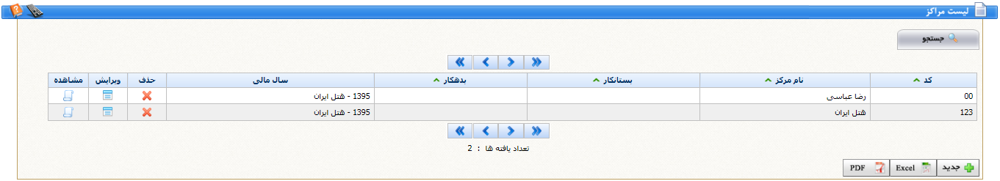 لیست مراکز
جستجو
کد نام مرکز بستانکار بدهکار سال مالی حذف ویرایش مشاهده
00 رضا عباسی 1395 - هتل ایران
123 هتل ایران 1395 - هتل ایران
تعداد یافته ها : 2
جدید Excel PDF